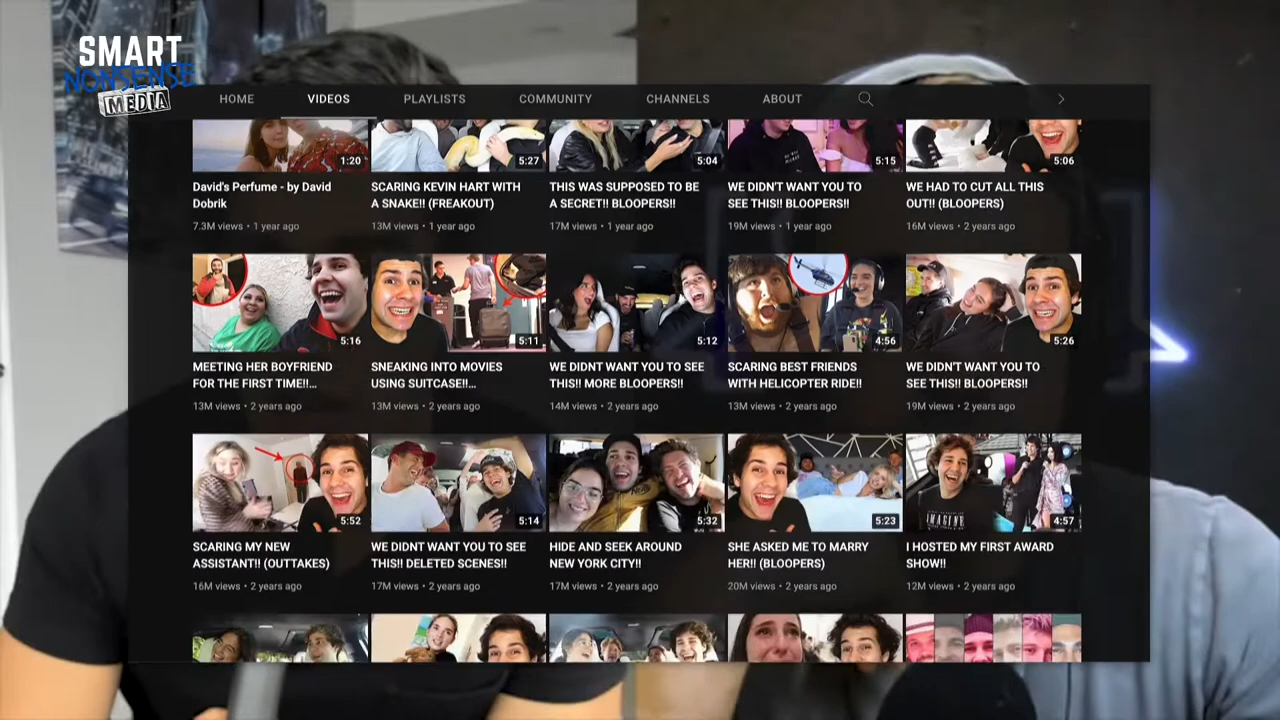 SMART
NONSENSE
MEDIA
HOME VIDEOS PLAYLISTS COMMUNITY CHANNELS ABOUT
1:20 5:27 5:04 5:15 5:06
David's Perfume - by David
Dobrik
7.3M views • 1 year ago
SCARING KEVIN HART WITH
A SNAKE!! (FREAKOUT)
13M views • 1 year ago
THIS WAS SUPPOSED TO BE
A SECRET!! BLOOPERS!!
17M views • 1 year ago
WE DIDN'T WANT YOU TO
SEE THIS!! BLOOPERS!!
19M views • 1 year ago
WE HAD TO CUT ALL THIS
OUT!! (BLOOPERS)
16M views • 2 years ago
5:16 5:11 5:12 4:56 5:26
MEETING HER BOYFRIEND
FOR THE FIRST TIME!!...
13M views • 2 years ago
SNEAKING INTO MOVIES
USING SUITCASE!!...
13M views • 2 years ago
WE DIDNT WANT YOU TO SEE
THIS!! MORE BLOOPERS!!
14M views • 2 years ago
SCARING BEST FRIENDS
WITH HELICOPTER RIDE!!
13M views • 2 years ago
WE DIDN'T WANT YOU TO
SEE THIS!! BLOOPERS!!
19M views • 2 years ago
5:52 5:14 5:32 5:23 IMAGINE 4:57
SCARING MY NEW
ASSISTANT!! (OUTTAKES)
16M views • 2 years ago
WE DIDNT WANT YOU TO SEE
THIS!! DELETED SCENES!!
17M views • 2 years ago
HIDE AND SEEK AROUND
NEW YORK CITY!!
17M views • 2 years ago
SHE ASKED ME TO MARRY
HER!! (BLOOPERS)
20M views • 2 years ago
I HOSTED MY FIRST AWARD
SHOW!!
12M views • 2 years ago